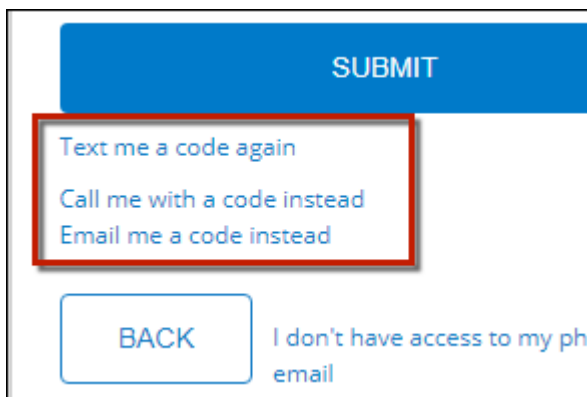 SUBMIT
Text me a code again
Call me with a code instead
Email me a code instead
BACK
I don't have access to my
email